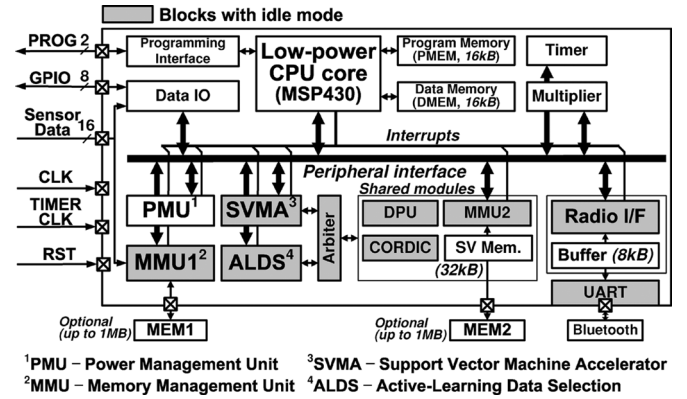 Blocks with idle mode
PROG 2
GPIO 8
Sensor
Data 16
CLK
TIMER
CLK
RST
Programming
Interface
Data IO
Low-power
CPU core
(MSP430)
Program Memory
(PMEM, 16kB)
Data Memory
(DMEM, 16kB)
Timer
Multiplier
Interrupts
Peripheral interface
Shared modules
PMU¹
MMU1²
SVMA³
ALDS⁴
Arbiter
DPU
MMU2
CORDIC
SV Mem.
(32kB)
Radio I/F
Buffer (8kB)
UART
Optional
(up to 1MB)
MEM1
Optional
(up to 1MB)
MEM2
Bluetooth
¹PMU – Power Management Unit
²MMU – Memory Management Unit
³SVMA – Support Vector Machine Accelerator
⁴ALDS – Active-Learning Data Selection